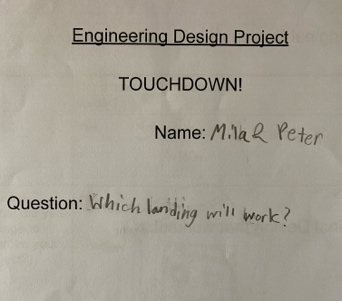 Engineering Design Project
TOUCHDOWN!
Name: Mila & Peter
Question: Which landing will work?